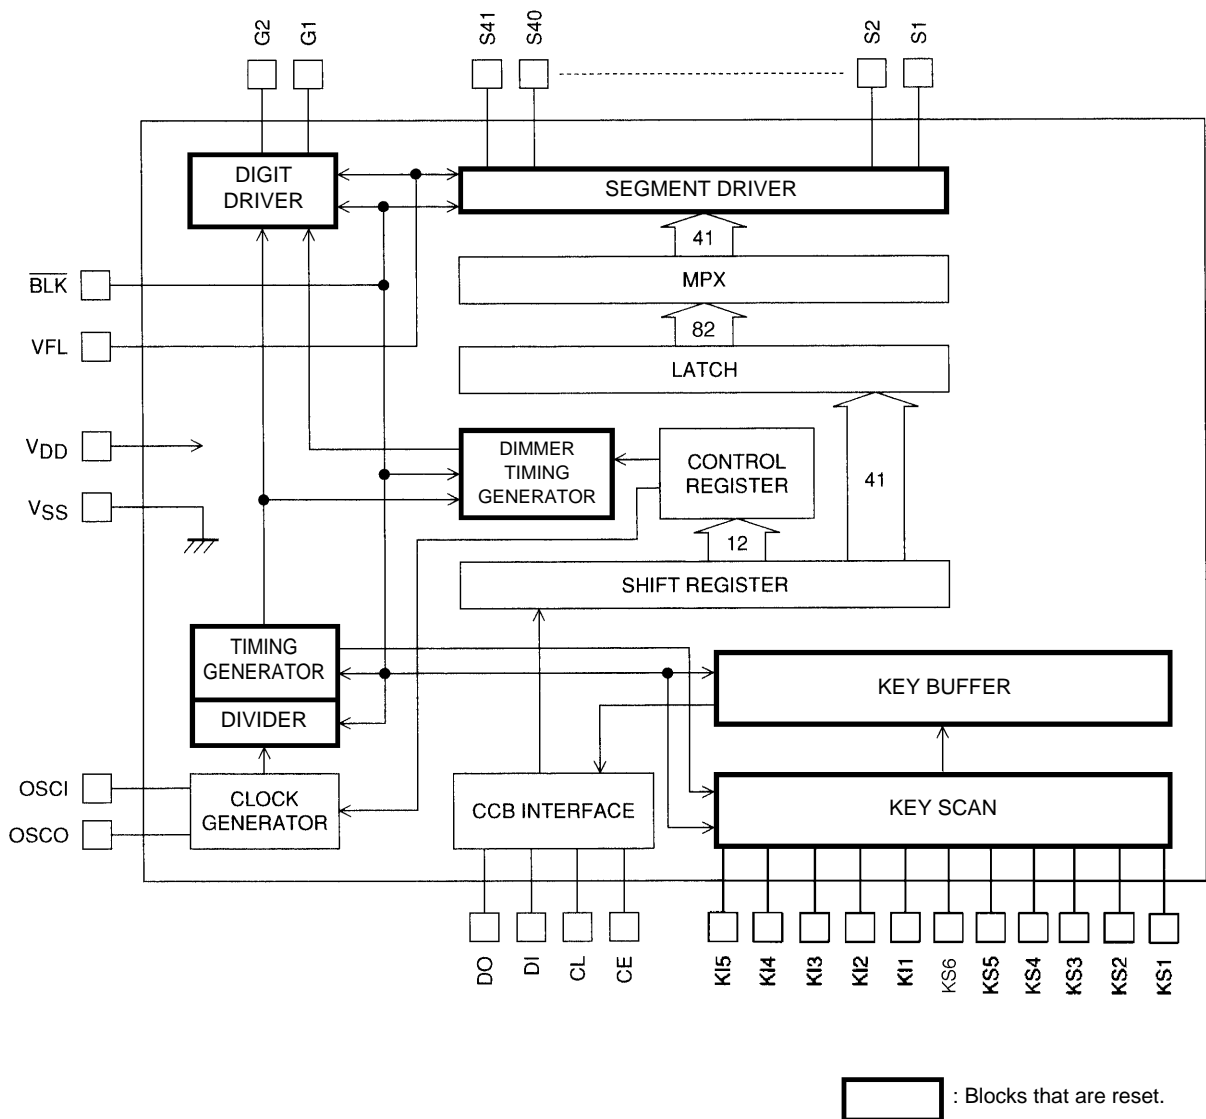 G2 G1 S41 S40 S2 S1
DIGIT
DRIVER
SEGMENT DRIVER
41
BLK
MPX
82
VFL
LATCH
VDD
DIMMER
TIMING
GENERATOR
CONTROL
REGISTER
41
VSS
12
SHIFT REGISTER
TIMING
GENERATOR
KEY BUFFER
DIVIDER
OSCI
CLOCK
GENERATOR
CCB INTERFACE
KEY SCAN
OSCO
DO DI CL CE KI5 KI4 KI3 KI2 KI1 KS6 KS5 KS4 KS3 KS2 KS1
: Blocks that are reset.